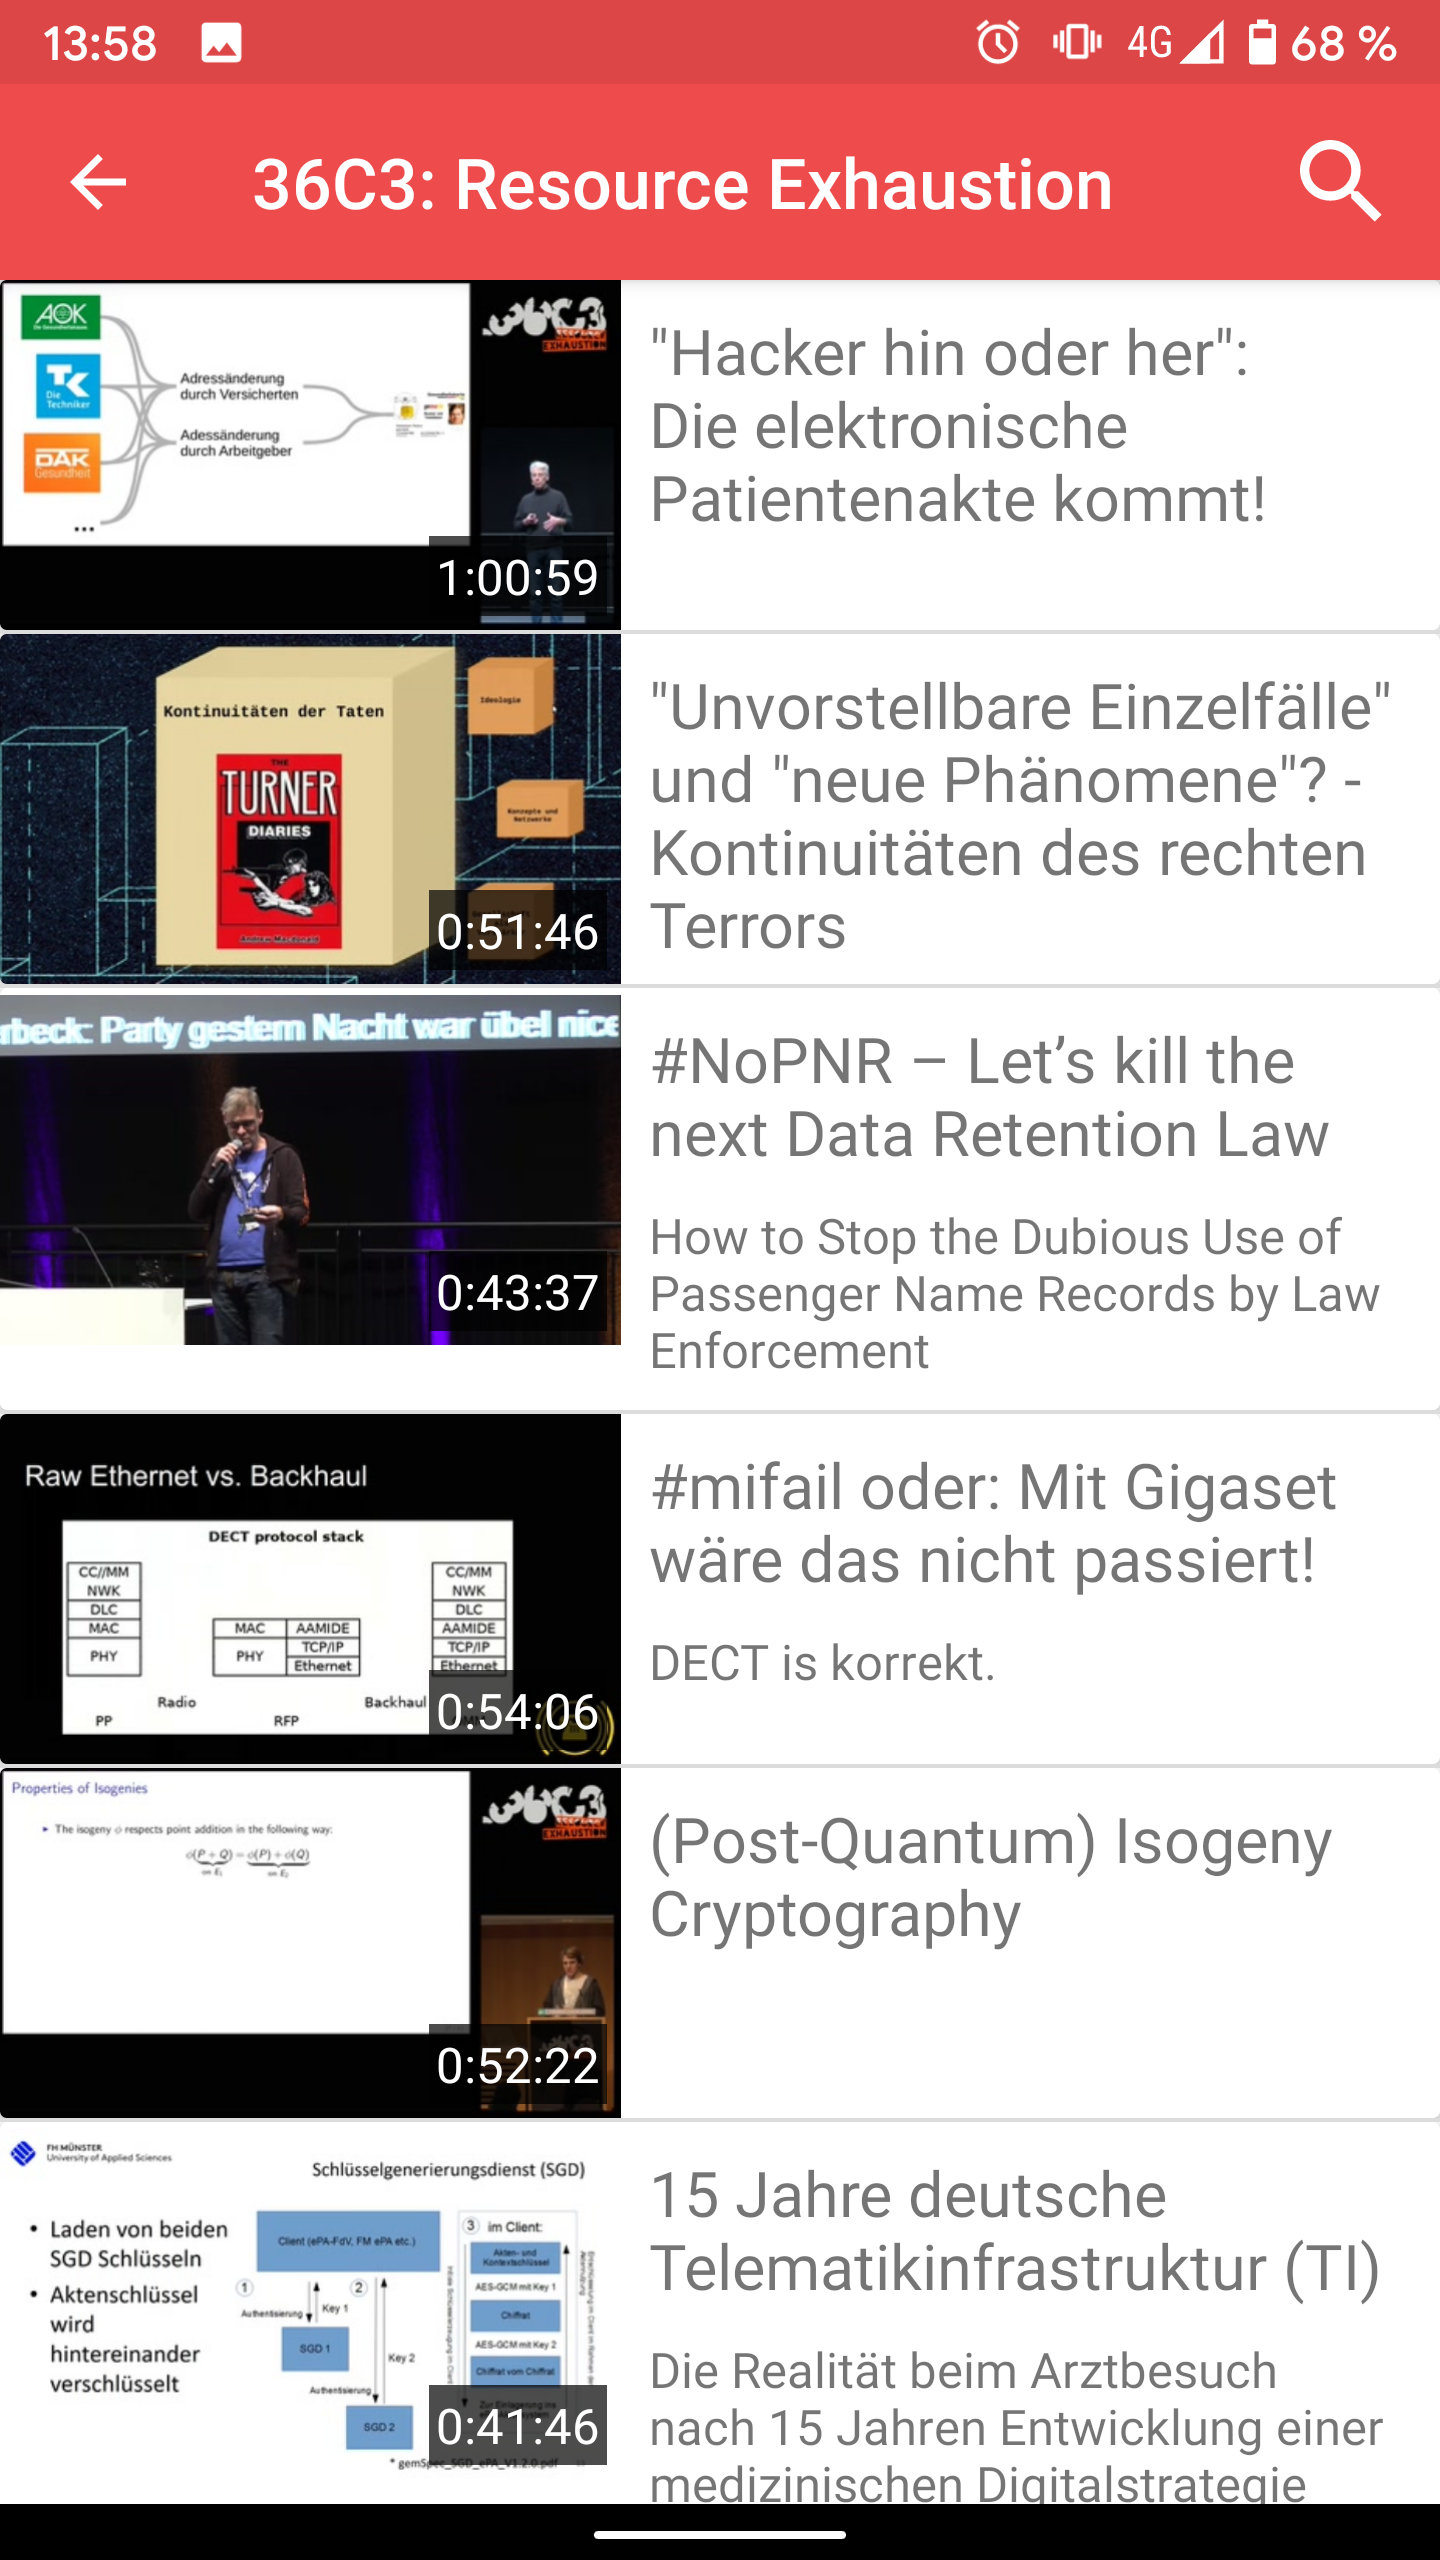 13:58
4G
68 %
36C3: Resource Exhaustion
AOK
Die Techniker
DAK
Gesundheit
...
Adressänderung
durch Versicherten
Adessänderung
durch Arbeitgeber
36C3
EXHAUSTION
1:00:59
"Hacker hin oder her":
Die elektronische
Patientenakte kommt!
Kontinuitäten der Taten
Ideologie
Konzepte und
Netzwerke
THE
TURNER
DIARIES
Andrew Macdonald
0:51:46
"Unvorstellbare Einzelfälle"
und "neue Phänomene"? -
Kontinuitäten des rechten
Terrors
rbeck: Party gestern Nacht war übel nice
0:43:37
#NoPNR – Let’s kill the
next Data Retention Law
How to Stop the Dubious Use of
Passenger Name Records by Law
Enforcement
Raw Ethernet vs. Backhaul
DECT protocol stack
CC//MM
NWK
DLC
MAC
PHY
PP
Radio
MAC
PHY
AAMIDE
TCP/IP
Ethernet
RFP
Backhaul
CC/MM
NWK
DLC
AAMIDE
TCP/IP
Ethernet
0:54:06
#mifail oder: Mit Gigaset
wäre das nicht passiert!
DECT is korrekt.
Properties of Isogenies
The isogeny ϕ respects point addition in the following way:
ϕ(P + Q) = ϕ(P) + ϕ(Q)
on E₁
on E₂
36C3
EXHAUSTION
0:52:22
(Post-Quantum) Isogeny
Cryptography
FH MÜNSTER
University of Applied Sciences
Schlüsselgenerierungsdienst (SGD)
• Laden von beiden
SGD Schlüsseln
• Aktenschlüssel
wird
hintereinander
verschlüsselt
Client (ePA-FdV, FM ePA etc.)
1
2
Authentisierung
Key 1
SGD 1
Key 2
Authentisierung
SGD 2
3 im Client:
Akten- und
Kontextschlüssel
AES-GCM mit Key 1
Chiffrat
AES-GCM mit Key 2
Chiffrat vom Chiffrat
* gemSpec_SGD_ePA_V1.2.0.pdf
0:41:46
15 Jahre deutsche
Telematikinfrastruktur (TI)
Die Realität beim Arztbesuch
nach 15 Jahren Entwicklung einer
medizinischen Digitalstrategie